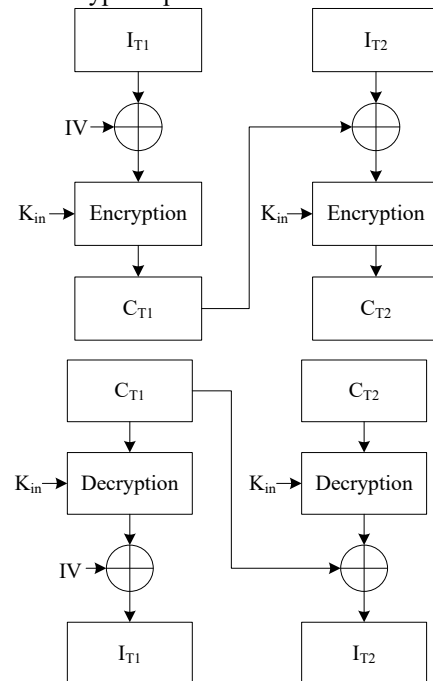 I_T1 I_T2
IV
K_in Encryption K_in Encryption
C_T1 C_T2
C_T1 C_T2
K_in Decryption K_in Decryption
IV
I_T1 I_T2